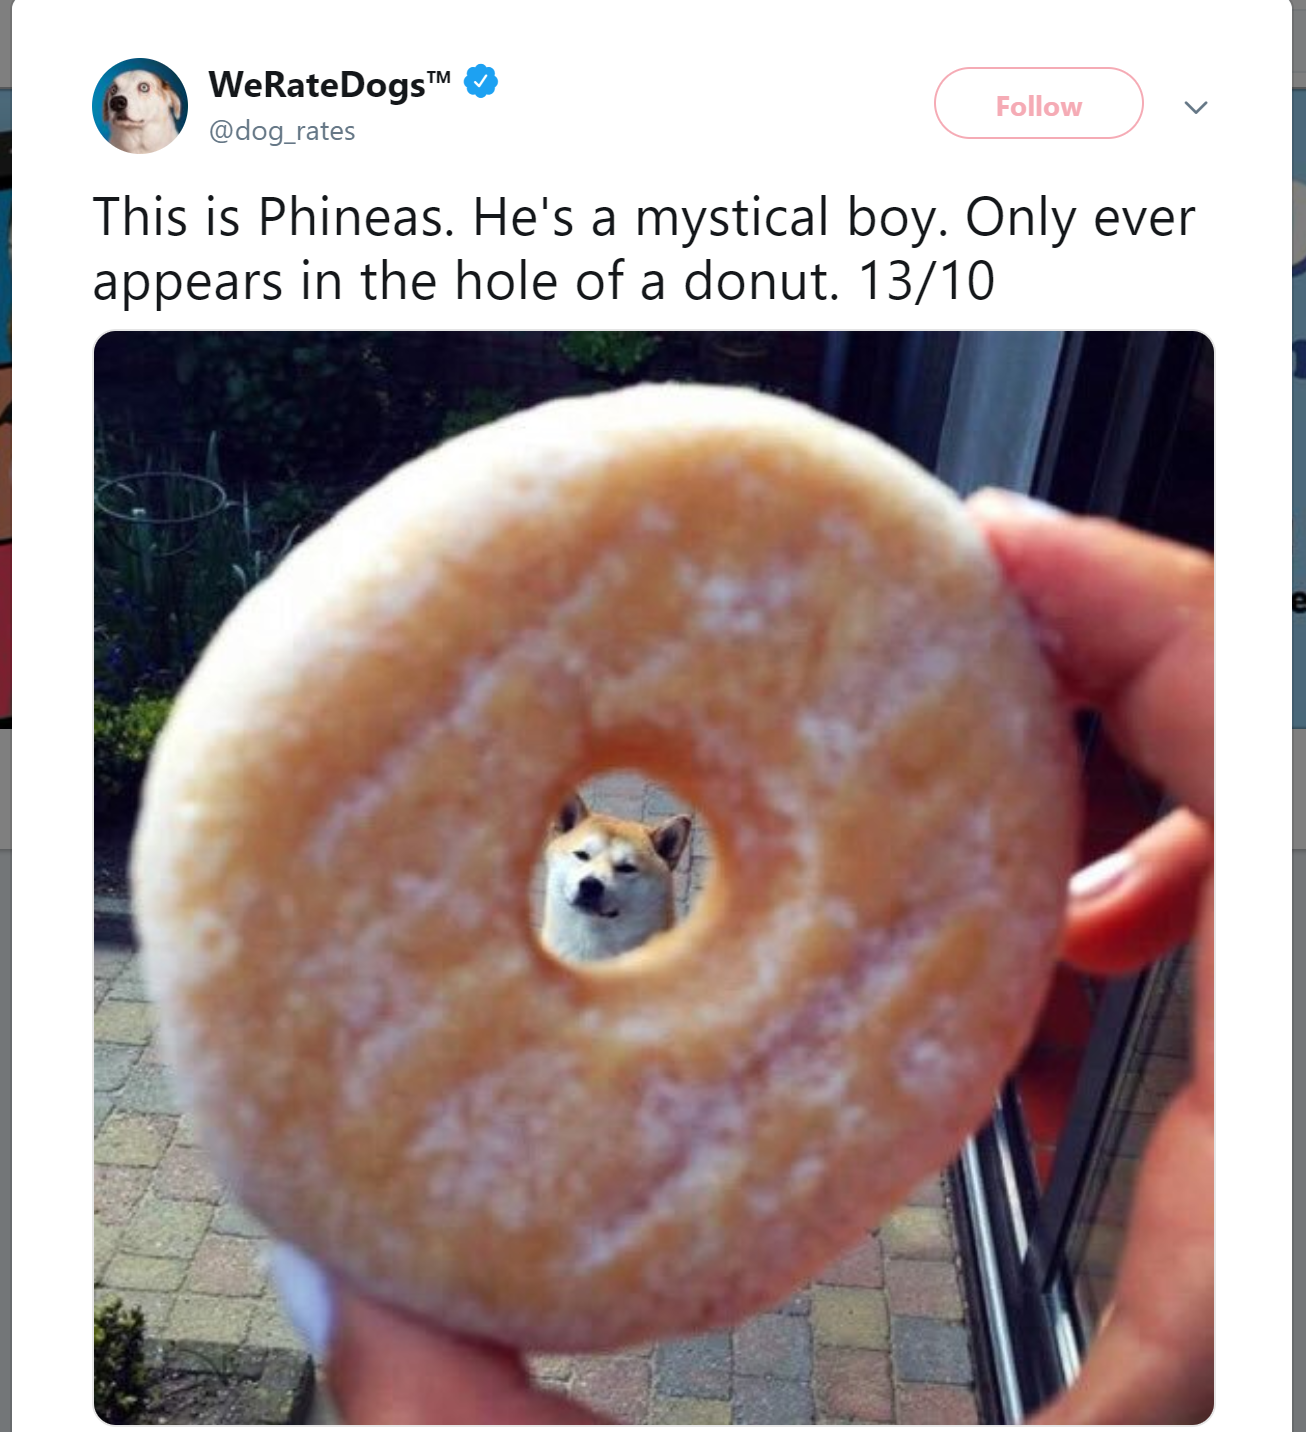 WeRateDogs™
@dog_rates
Follow
This is Phineas. He's a mystical boy. Only ever
appears in the hole of a donut. 13/10
e